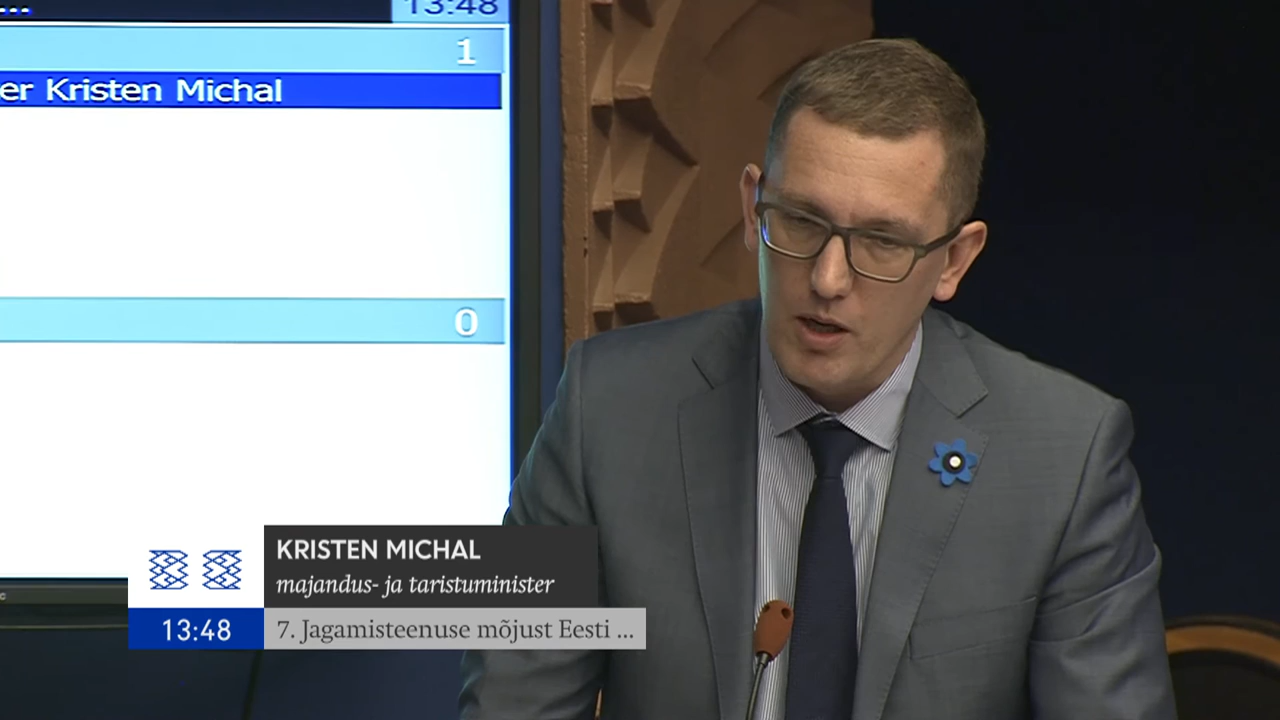 13:48
1
er Kristen Michal
0
KRISTEN MICHAL
majandus- ja taristuminister
13:48
7. Jagamisteenuse mõjust Eesti ...